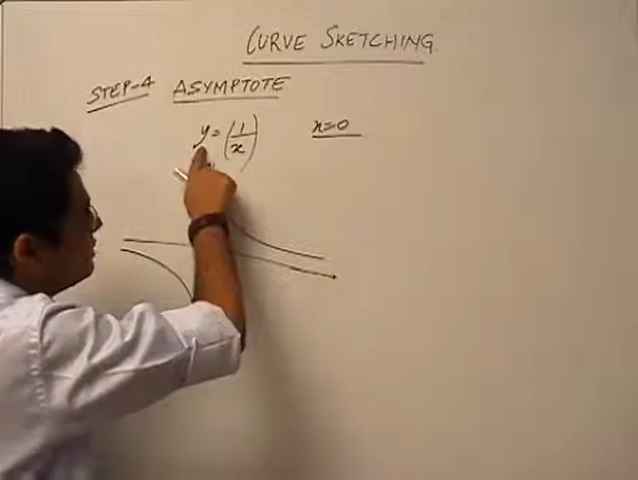 CURVE SKETCHING
STEP-4 ASYMPTOTE
y = (1/x) x=0